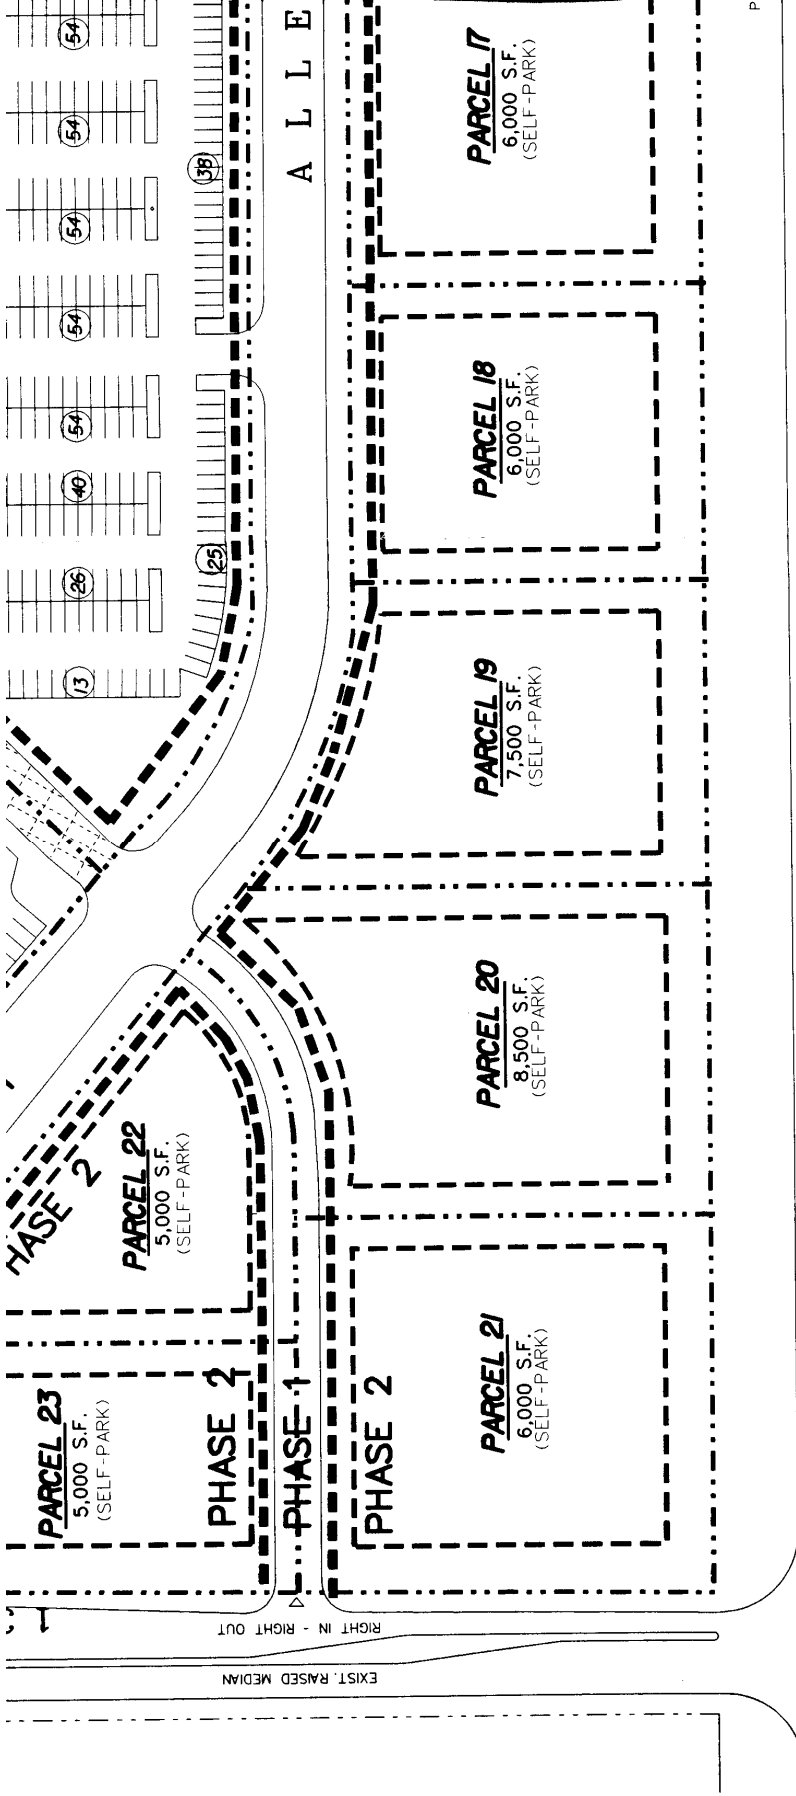 54
54
54
54
54
40
26
13
38
25
A L L E
P
PARCEL 17
6,000 S.F.
(SELF-PARK)
PARCEL 18
6,000 S.F.
(SELF-PARK)
PARCEL 19
7,500 S.F.
(SELF-PARK)
PARCEL 20
8,500 S.F.
(SELF-PARK)
PARCEL 22
5,000 S.F.
(SELF-PARK)
HASE 2
PARCEL 21
6,000 S.F.
(SELF-PARK)
PARCEL 23
5,000 S.F.
(SELF-PARK)
PHASE 2
PHASE 1
PHASE 2
RIGHT IN - RIGHT OUT
EXIST. RAISED MEDIAN